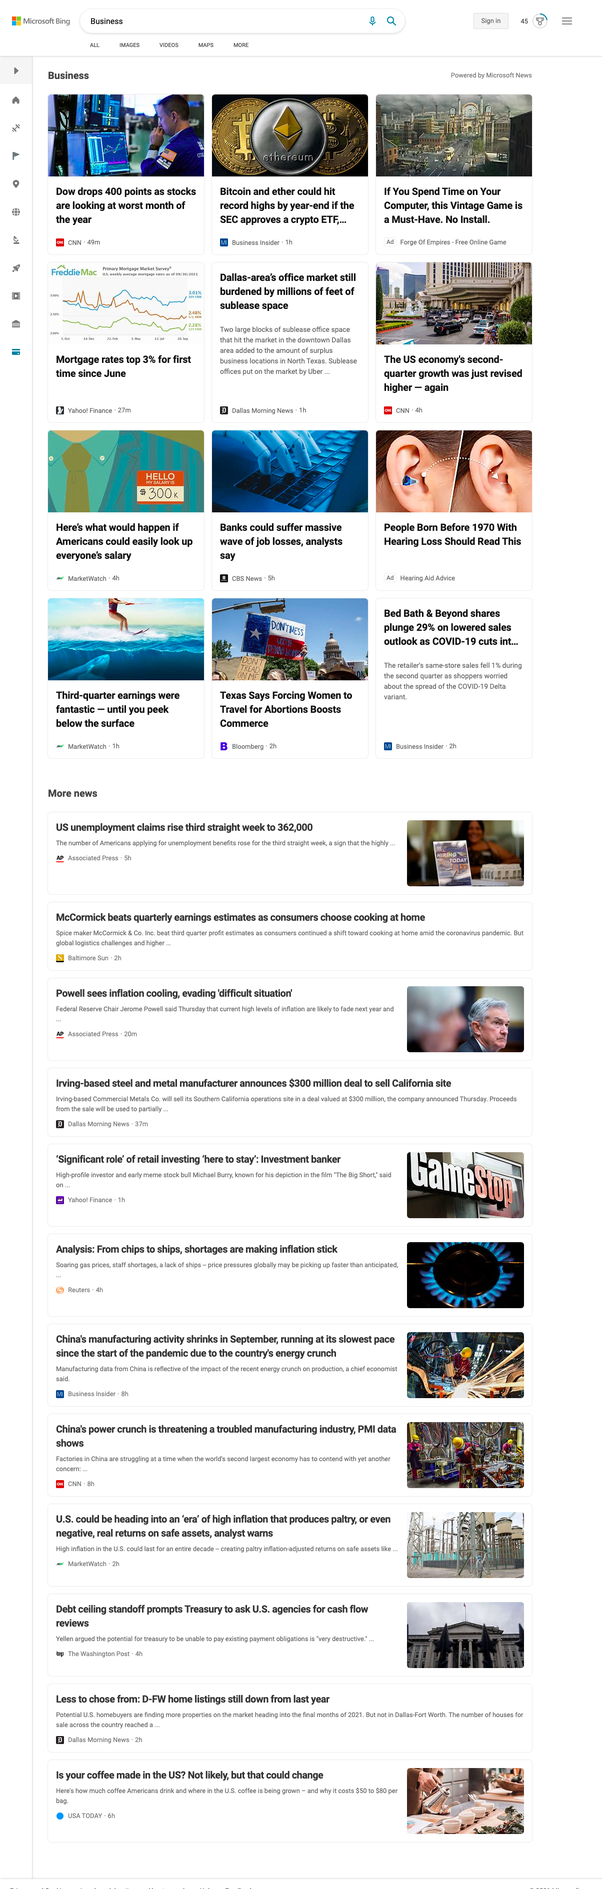 Microsoft Bing
Business
Sign in
45
ALL
IMAGES
VIDEOS
MAPS
MORE
Business
Powered by Microsoft News
Dow drops 400 points as stocks
are looking at worst month of
the year
CNN · 49m
ethereum
Bitcoin and ether could hit
record highs by year-end if the
SEC approves a crypto ETF,...
Business Insider · 1h
If You Spend Time on Your
Computer, this Vintage Game is
a Must-Have. No Install.
Ad Forge Of Empires - Free Online Game
FreddieMac
Primary Mortgage Market Survey®
3.01%
2.48%
2.28%
Mortgage rates top 3% for first
time since June
Yahoo! Finance · 27m
Dallas-area's office market still
burdened by millions of feet of
sublease space
Two large blocks of sublease office space
that hit the market in the downtown Dallas
area added to the amount of surplus
business locations in North Texas. Sublease
offices put on the market by Uber ...
Dallas Morning News · 1h
The US economy's second-
quarter growth was just revised
higher — again
CNN · 4h
HELLO
MY SALARY IS
$300K
Here's what would happen if
Americans could easily look up
everyone's salary
MarketWatch · 4h
Banks could suffer massive
wave of job losses, analysts
say
CBS News · 5h
People Born Before 1970 With
Hearing Loss Should Read This
Ad Hearing Aid Advice
Third-quarter earnings were
fantastic — until you peek
below the surface
MarketWatch · 1h
DON'T MESS
Texas Says Forcing Women to
Travel for Abortions Boosts
Commerce
Bloomberg · 2h
Bed Bath & Beyond shares
plunge 29% on lowered sales
outlook as COVID-19 cuts int...
The retailer's same-store sales fell 1% during
the second quarter as shoppers worried
about the spread of the COVID-19 Delta
variant.
Business Insider · 2h
More news
US unemployment claims rise third straight week to 362,000
The number of Americans applying for unemployment benefits rose for the third straight week, a sign that the highly ...
AP Associated Press · 5h
HIRING
TODAY
McCormick beats quarterly earnings estimates as consumers choose cooking at home
Spice maker McCormick & Co. Inc. beat third quarter profit estimates as consumers continued a shift toward cooking at home amid the coronavirus pandemic. But
global logistics challenges and higher ...
Baltimore Sun · 2h
Powell sees inflation cooling, evading 'difficult situation'
Federal Reserve Chair Jerome Powell said Thursday that current high levels of inflation are likely to fade next year and
...
AP Associated Press · 20m
Irving-based steel and metal manufacturer announces $300 million deal to sell California site
Irving-based Commercial Metals Co. will sell its Southern California operations site in a deal valued at $300 million, the company announced Thursday. Proceeds
from the sale will be used to partially ...
Dallas Morning News · 37m
'Significant role' of retail investing 'here to stay': Investment banker
High-profile investor and early meme stock bull Michael Burry, known for his depiction in the film "The Big Short," said
on ...
Yahoo! Finance · 1h
GameStop
Analysis: From chips to ships, shortages are making inflation stick
Soaring gas prices, staff shortages, a lack of ships – price pressures globally may be picking up faster than anticipated,
...
Reuters · 4h
China's manufacturing activity shrinks in September, running at its slowest pace
since the start of the pandemic due to the country's energy crunch
Manufacturing data from China is reflective of the impact of the recent energy crunch on production, a chief economist
said.
Business Insider · 8h
China's power crunch is threatening a troubled manufacturing industry, PMI data
shows
Factories in China are struggling at a time when the world's second largest economy has to contend with yet another
concern: ...
CNN · 8h
U.S. could be heading into an 'era' of high inflation that produces paltry, or even
negative, real returns on safe assets, analyst warns
High inflation in the U.S. could last for an entire decade – creating paltry inflation-adjusted returns on safe assets like ...
MarketWatch · 2h
Debt ceiling standoff prompts Treasury to ask U.S. agencies for cash flow
reviews
Yellen argued the potential for treasury to be unable to pay existing payment obligations is "very destructive." ...
wp The Washington Post · 4h
Less to chose from: D-FW home listings still down from last year
Potential U.S. homebuyers are finding more properties on the market heading into the final months of 2021. But not in Dallas-Fort Worth. The number of houses for
sale across the country reached a ...
Dallas Morning News · 2h
Is your coffee made in the US? Not likely, but that could change
Here's how much coffee Americans drink and where in the U.S. coffee is being grown – and why it costs $50 to $80 per
bag.
USA TODAY · 6h